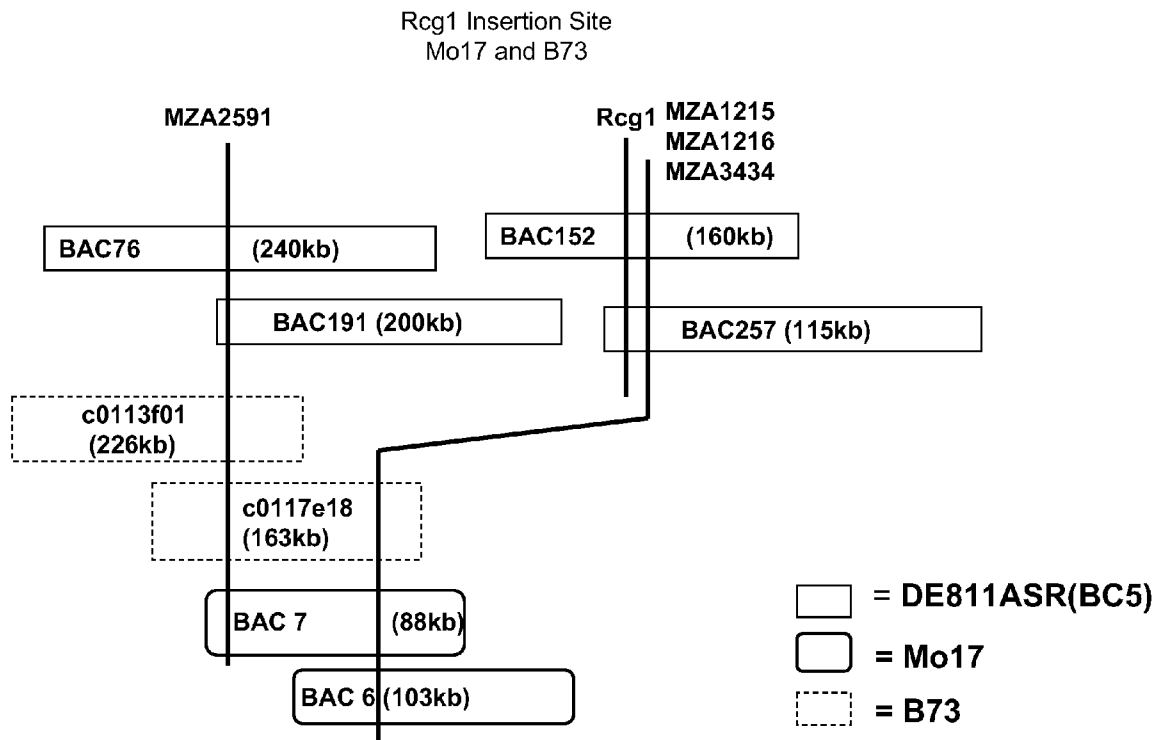 Rcg1 Insertion Site
Mo17 and B73
MZA2591
Rcg1
MZA1215
MZA1216
MZA3434
BAC76 (240kb)
BAC152 (160kb)
BAC191 (200kb)
BAC257 (115kb)
c0113f01
(226kb)
c0117e18
(163kb)
BAC 7 (88kb)
BAC 6 (103kb)
= DE811ASR(BC5)
= Mo17
= B73